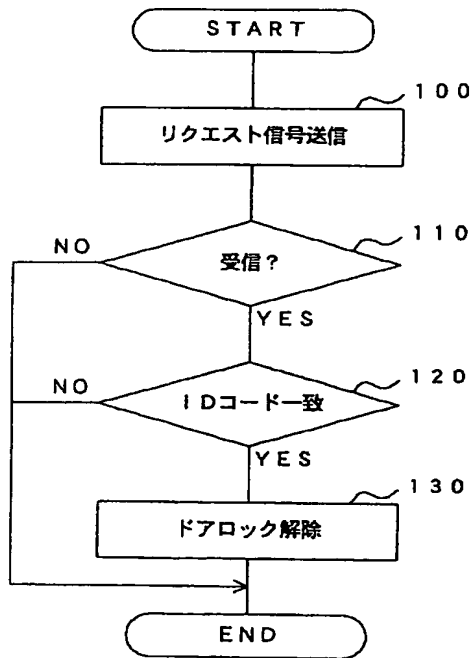 START
100
リクエスト信号送信
110
NO
受信？
YES
120
NO
IDコード一致
YES
130
ドアロック解除
END